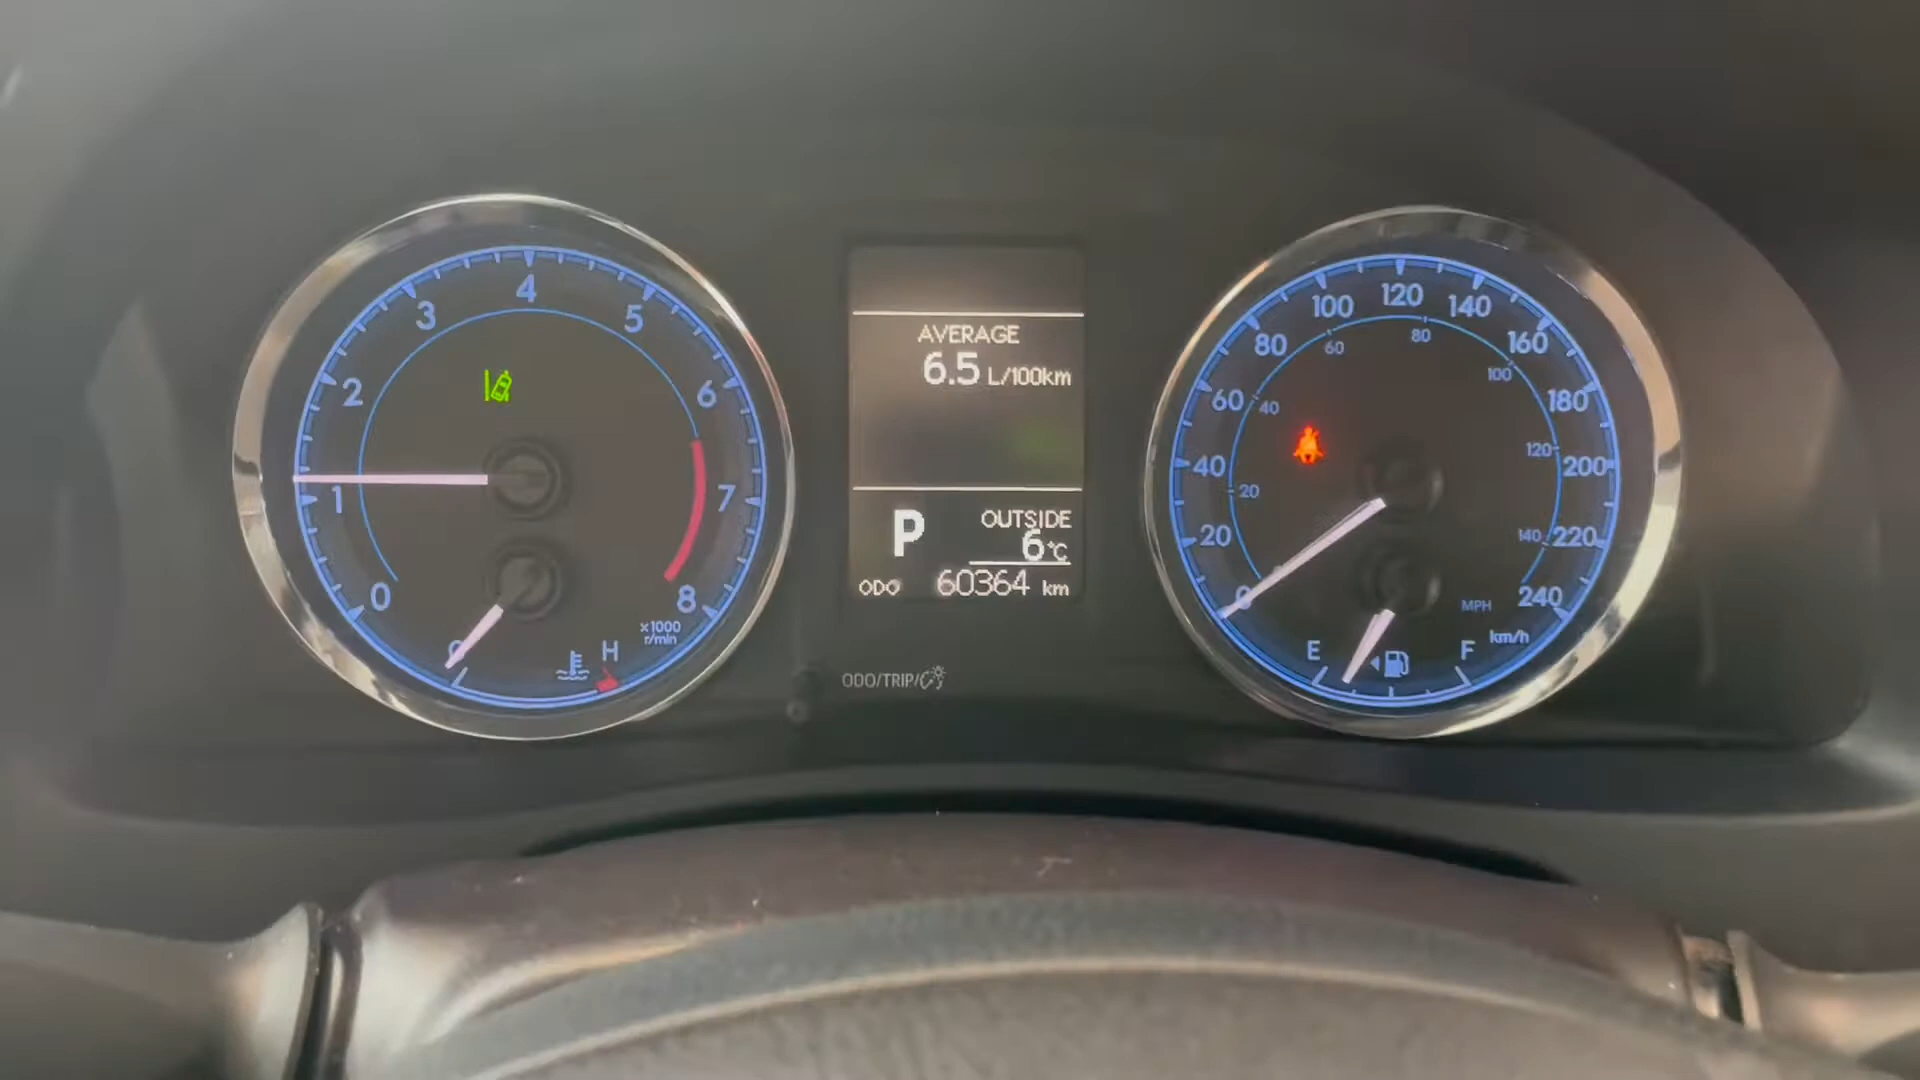 0
1
2
3
4
5
6
7
8
x1000
r/min
H
AVERAGE
6.5 L/100km
P
OUTSIDE
6°C
ODO 60364 km
ODO/TRIP/
0
20
40
60
80
100
120
140
160
180
200
220
240
km/h
20
40
60
80
100
120
140
MPH
E
F